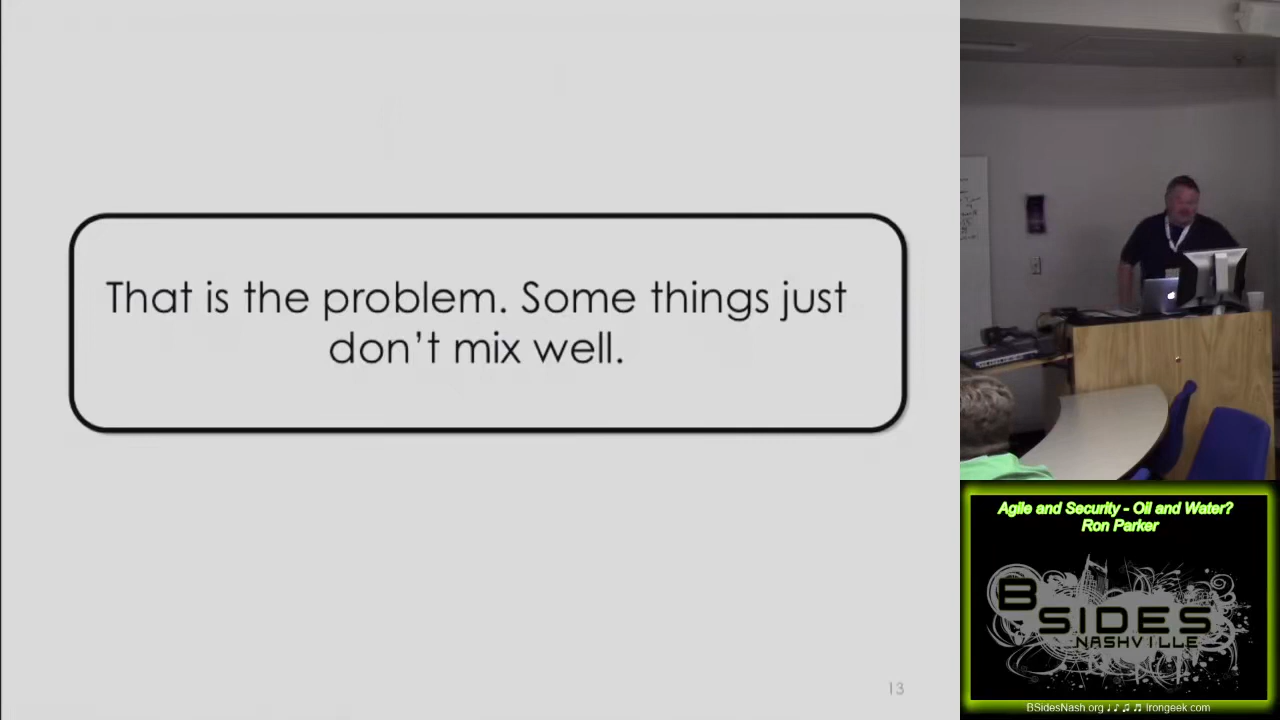 That is the problem. Some things just
don't mix well.
13
Agile and Security - Oil and Water?
Ron Parker
BSIDES
NASHVILLE
BSidesNash.org ♩♪♫♬ Irongeek.com